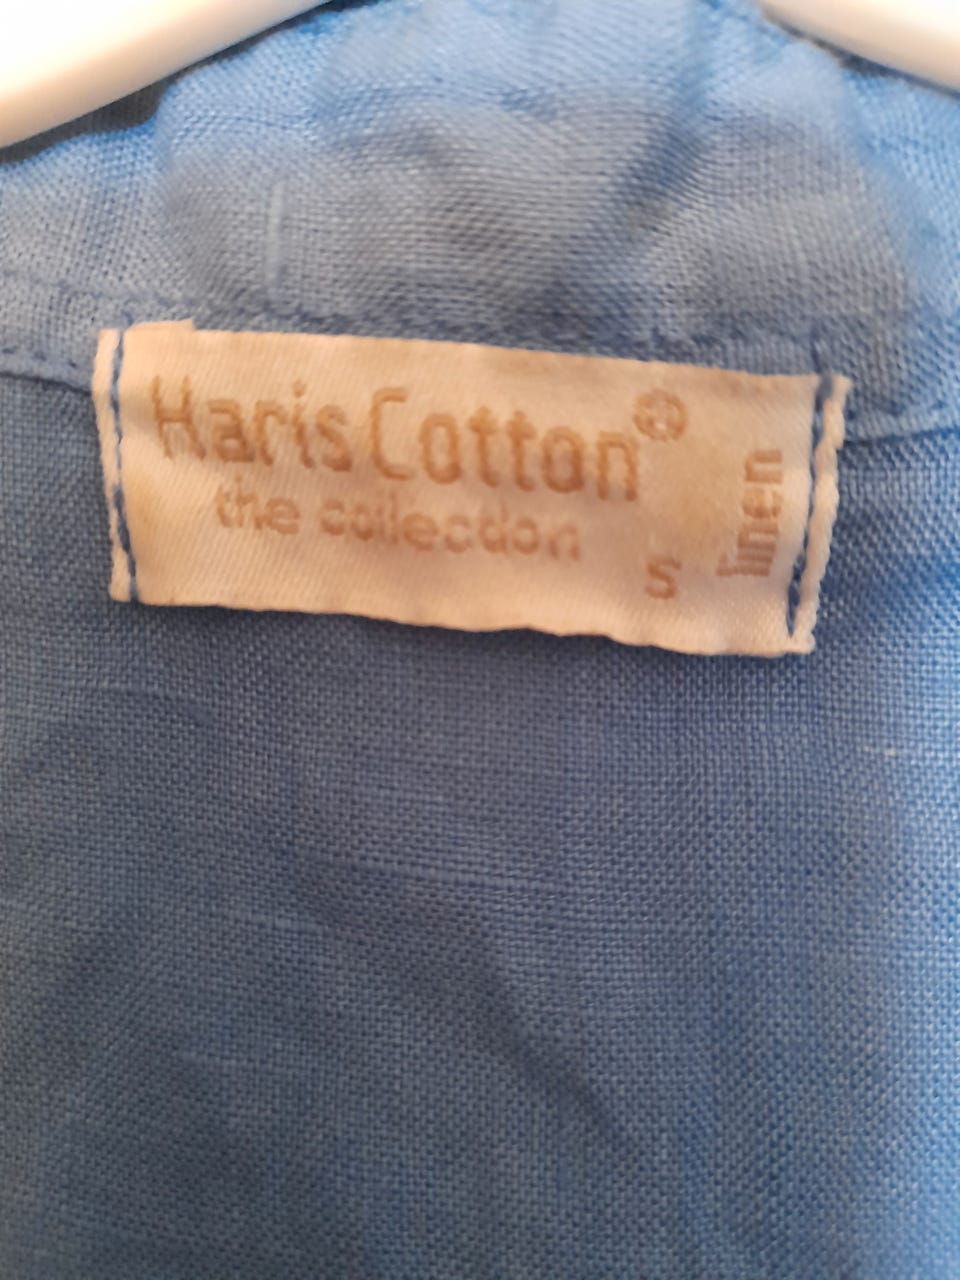 Haris Cotton®
the collection
S
linen